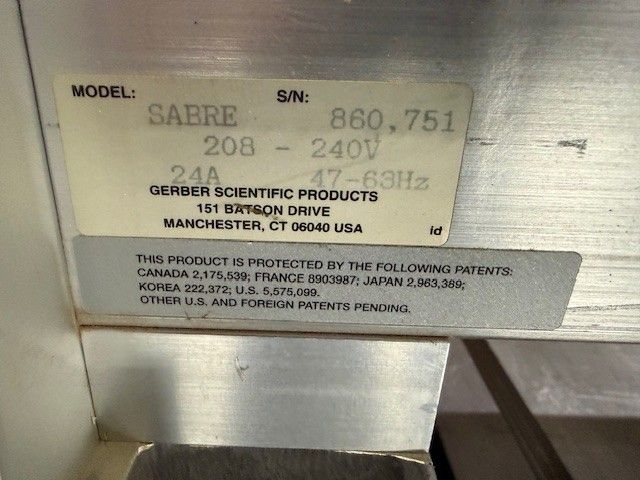 MODEL: S/N:
SABRE 860,751
208 - 240V
24A 47-63Hz
GERBER SCIENTIFIC PRODUCTS
151 BATSON DRIVE
MANCHESTER, CT 06040 USA id
THIS PRODUCT IS PROTECTED BY THE FOLLOWING PATENTS:
CANADA 2,175,539; FRANCE 8903987; JAPAN 2,963,389;
KOREA 222,372; U.S. 5,575,099.
OTHER U.S. AND FOREIGN PATENTS PENDING.